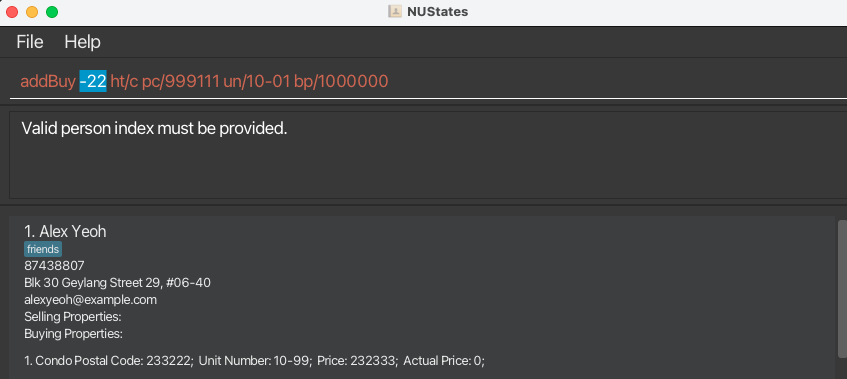 NUStates
File Help
addBuy -22 ht/c pc/999111 un/10-01 bp/1000000
Valid person index must be provided.
1. Alex Yeoh
friends
87438807
Blk 30 Geylang Street 29, #06-40
alexyeoh@example.com
Selling Properties:
Buying Properties:
1. Condo Postal Code: 233222; Unit Number: 10-99; Price: 232333; Actual Price: 0;